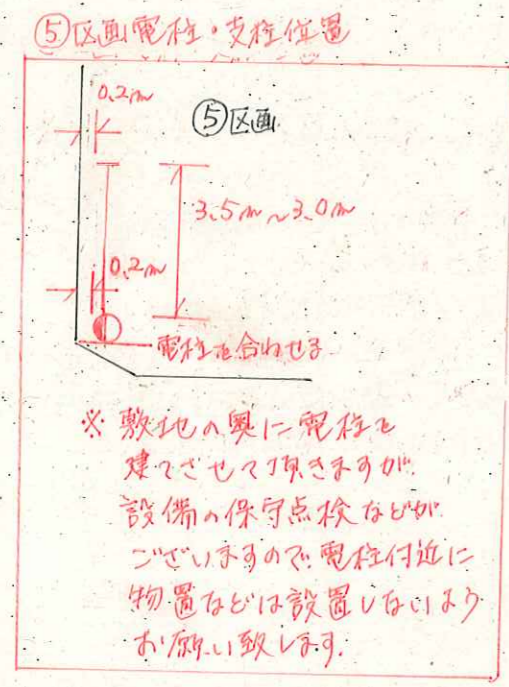 ⑤区画電柱・支柱位置
0.2m
⑤区画
3.5m~3.0m
0.2m
電柱を合わせる
※敷地の奥に電柱を
建てさせて頂きますが、
設備の保守点検などが
ございますので、電柱付近に
物置などは設置しないよう
お願い致します。